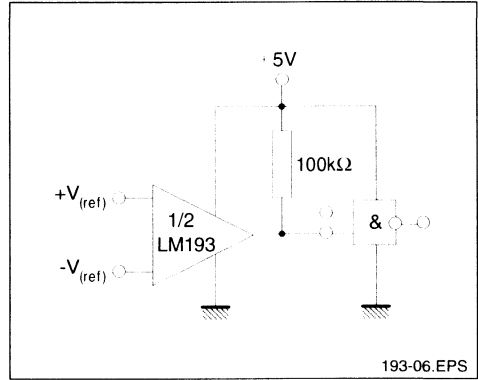 +5V
100kΩ
+V(ref)
1/2
LM193
&
-V(ref)
193-06.EPS